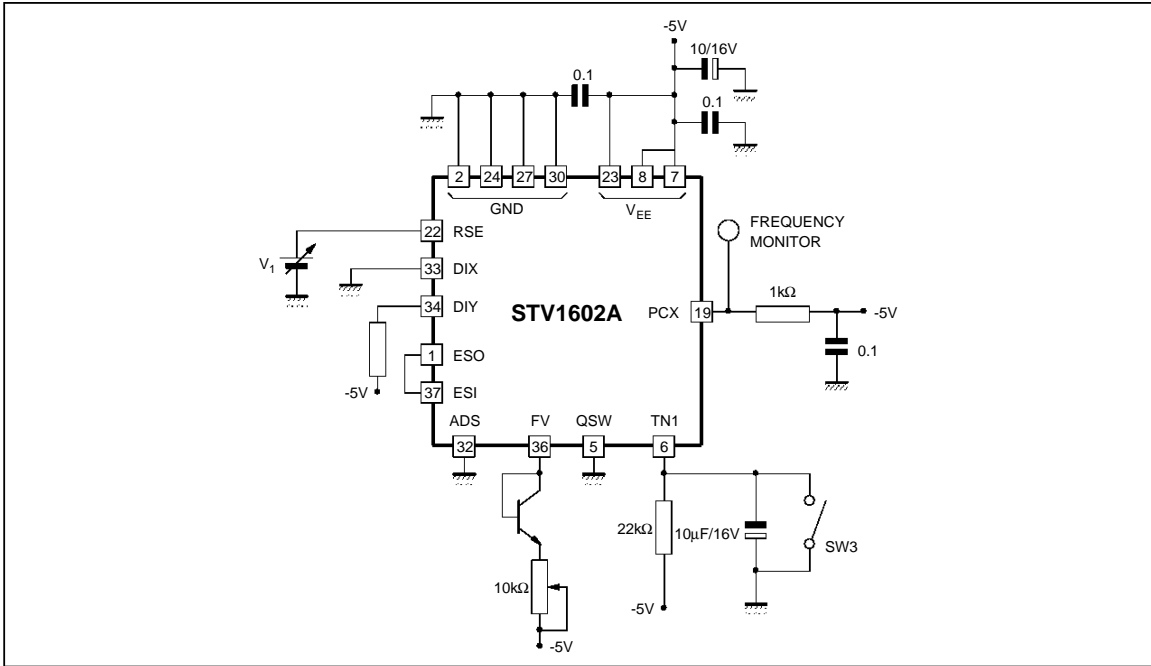 -5V
10/16V
0.1
0.1
2 24 27 30 23 8 7
GND
VEE
22 RSE
V1
33 DIX
34 DIY
STV1602A
PCX 19
FREQUENCY
MONITOR
1kΩ
-5V
0.1
1 ESO
-5V
37 ESI
ADS FV QSW TN1
32 36 5 6
22kΩ
10µF/16V
SW3
10kΩ
-5V
-5V